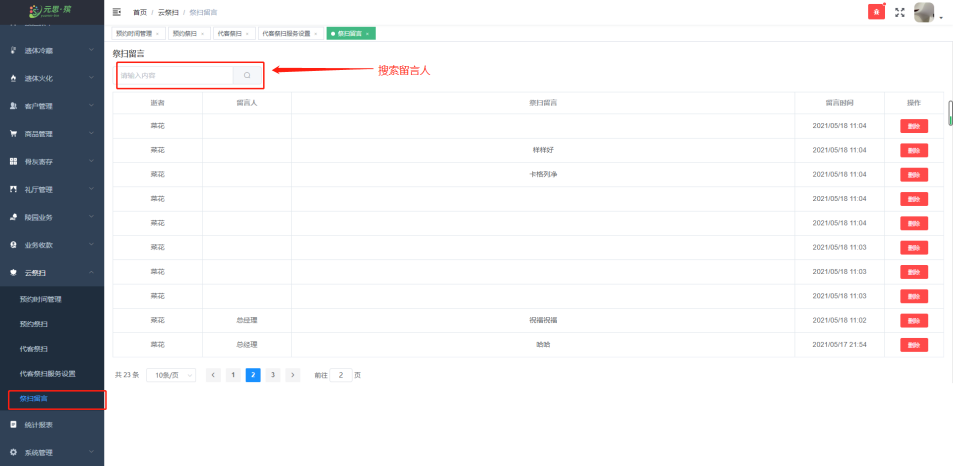 元思·殡
首页 / 云祭扫 / 祭扫留言
预约时间管理 × 预约祭扫 × 代客祭扫 × 代客祭扫服务设置 × 祭扫留言 ×
遗体冷藏
遗体火化
客户管理
商品管理
骨灰寄存
礼厅管理
陵园业务
业务收款
云祭扫
预约时间管理
预约祭扫
代客祭扫
代客祭扫服务设置
祭扫留言
统计报表
系统管理
祭扫留言
请输入内容
搜索留言人
逝者 留言人 祭扫留言 留言时间 操作
菜花 2021/05/18 11:04 删除
菜花 样样好 2021/05/18 11:04 删除
菜花 卡格列净 2021/05/18 11:04 删除
菜花 2021/05/18 11:04 删除
菜花 2021/05/18 11:04 删除
菜花 2021/05/18 11:03 删除
菜花 2021/05/18 11:03 删除
菜花 2021/05/18 11:03 删除
菜花 总经理 祝福祝福 2021/05/18 11:02 删除
菜花 总经理 哈哈 2021/05/17 21:54 删除
共 23 条 10条/页 < 1 2 3 > 前往 2 页